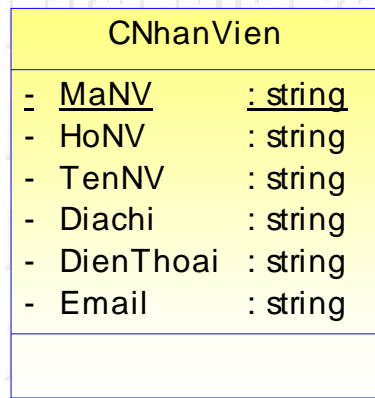 CNhanVien
- MaNV : string
- HoNV : string
- TenNV : string
- Diachi : string
- DienThoai : string
- Email : string